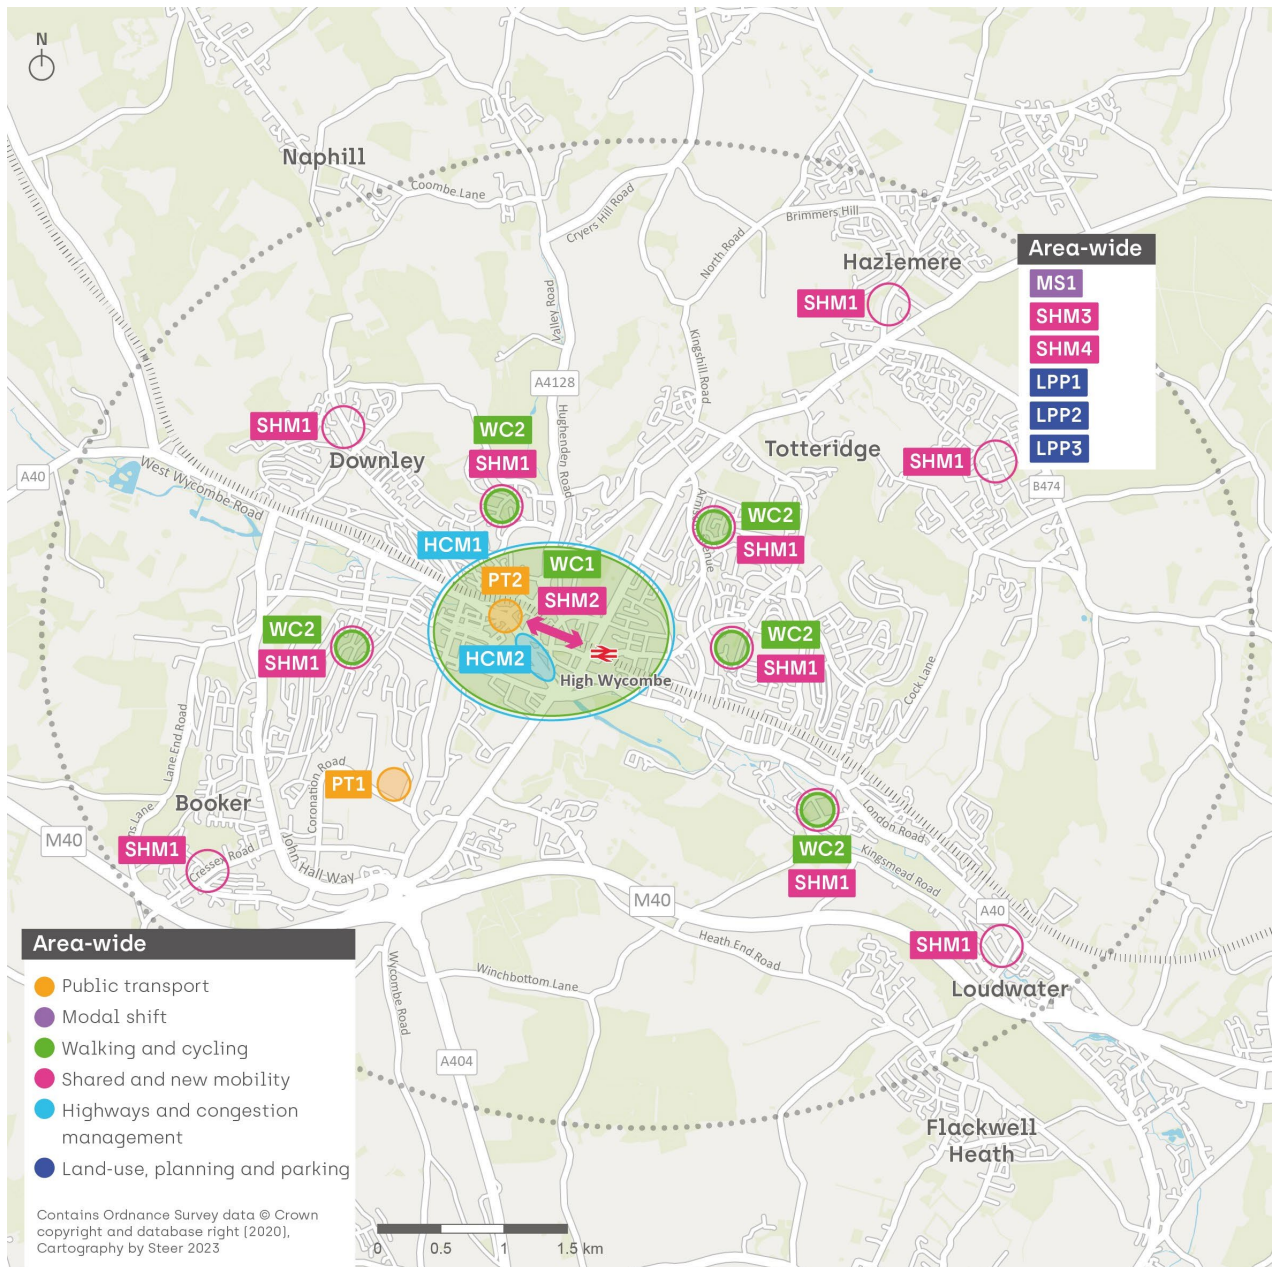 N
Naphill
Coombe Lane
Cryers Hill Road
Brimmers Hill
North Road
Hazlemere
SHM1
Area-wide
MS1
SHM3
SHM4
LPP1
LPP2
LPP3
Valley Road
Kingshill Road
A4128
SHM1
Downley
WC2
SHM1
Hughenden Road
Totteridge
SHM1
B474
A40
West Wycombe Road
WC2
SHM1
HCM1
WC1
PT2
SHM2
HCM2
High Wycombe
WC2
SHM1
WC2
SHM1
Cock Lane
Lane End Road
Coronation Road
PT1
Booker
M40
SHM1
Cressex Road
John Hall Way
London Road
WC2
SHM1
Kingsmead Road
M40
A40
SHM1
Loudwater
Heath End Road
Winchbottom Lane
Wycombe Road
A404
Flackwell
Heath
Area-wide
Public transport
Modal shift
Walking and cycling
Shared and new mobility
Highways and congestion
management
Land-use, planning and parking
Contains Ordnance Survey data © Crown
copyright and database right [2020],
Cartography by Steer 2023
0 0.5 1 1.5 km